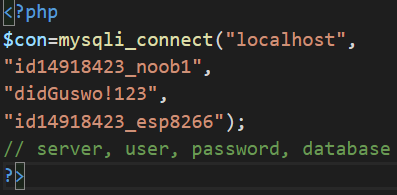 <?php
$con=mysqli_connect("localhost",
"id14918423_noob1",
"didGuswo!123",
"id14918423_esp8266");
// server, user, password, database
?>